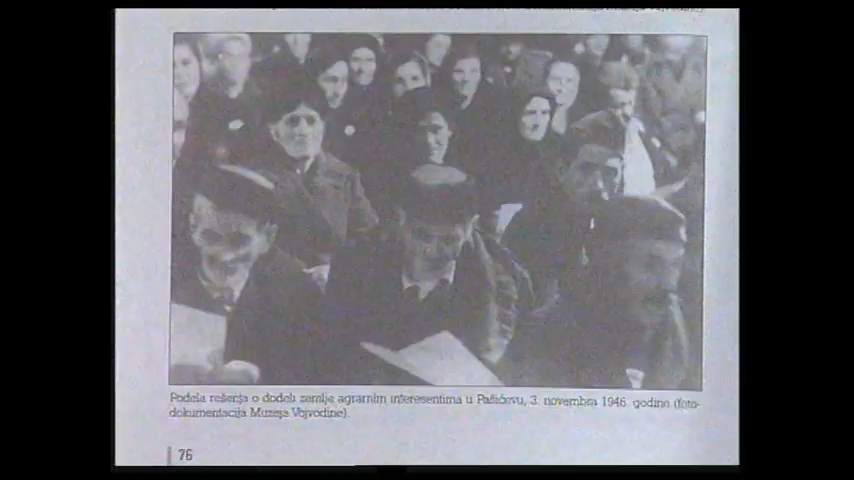 Podela rešenja o dodeli zemlje agrarnim interesentima u Pašićevu, 3. novembra 1946. godine (foto-
dokumentacija Muzeja Vojvodine).
76